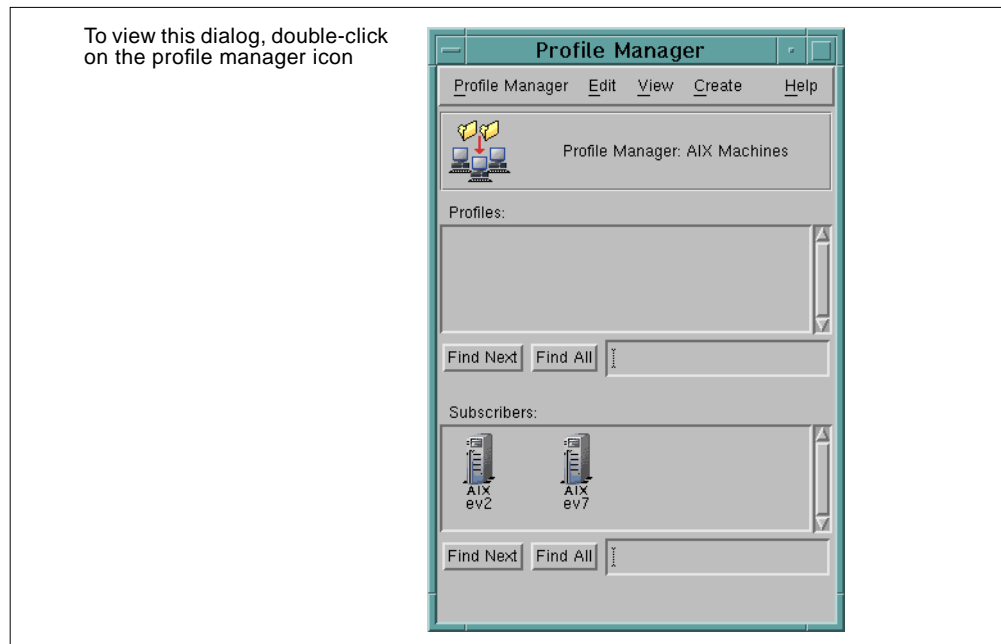 To view this dialog, double-click
on the profile manager icon
Profile Manager
Profile Manager Edit View Create Help
Profile Manager: AIX Machines
Profiles:
Find Next Find All
Subscribers:
AIX AIX
ev2 ev7
Find Next Find All